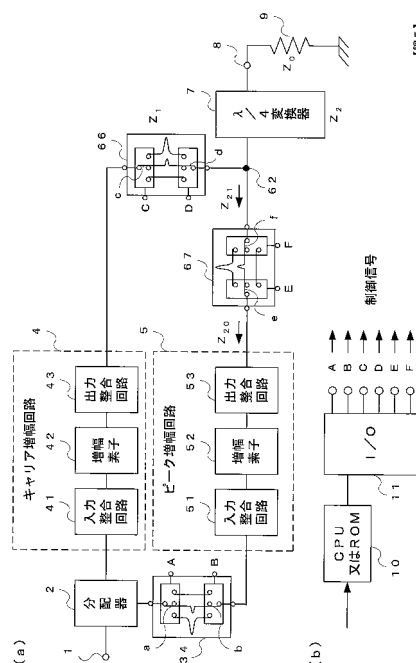 (a)
1
2
分配器
キャリア増幅回路
4
41
入力整合回路
42
増幅素子
43
出力整合回路
66
Z1
c
d
C
D
34
a
b
A
B
ピーク増幅回路
5
51
入力整合回路
52
増幅素子
53
出力整合回路
Z20
67
e
f
E
F
Z21
62
7
λ/4変換器
Z2
8
9
Z0
(b)
10
CPU又はROM
11
I/O
A
B
C
D
E
F
制御信号